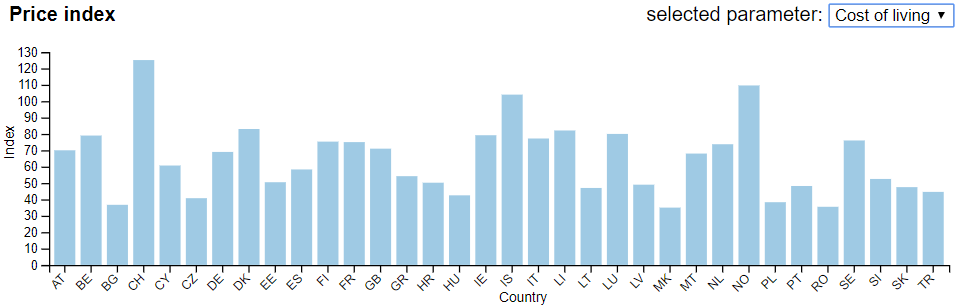 Price index
selected parameter: Cost of living ▼
130
120
110
100
90
80
70
60
50
40
30
20
10
0
Index
AT BE BG CH CY CZ DE DK EE ES FI FR GB GR HR HU IE IS IT LI LT LU LV MK MT NL NO PL PT RO SE SI SK TR
Country